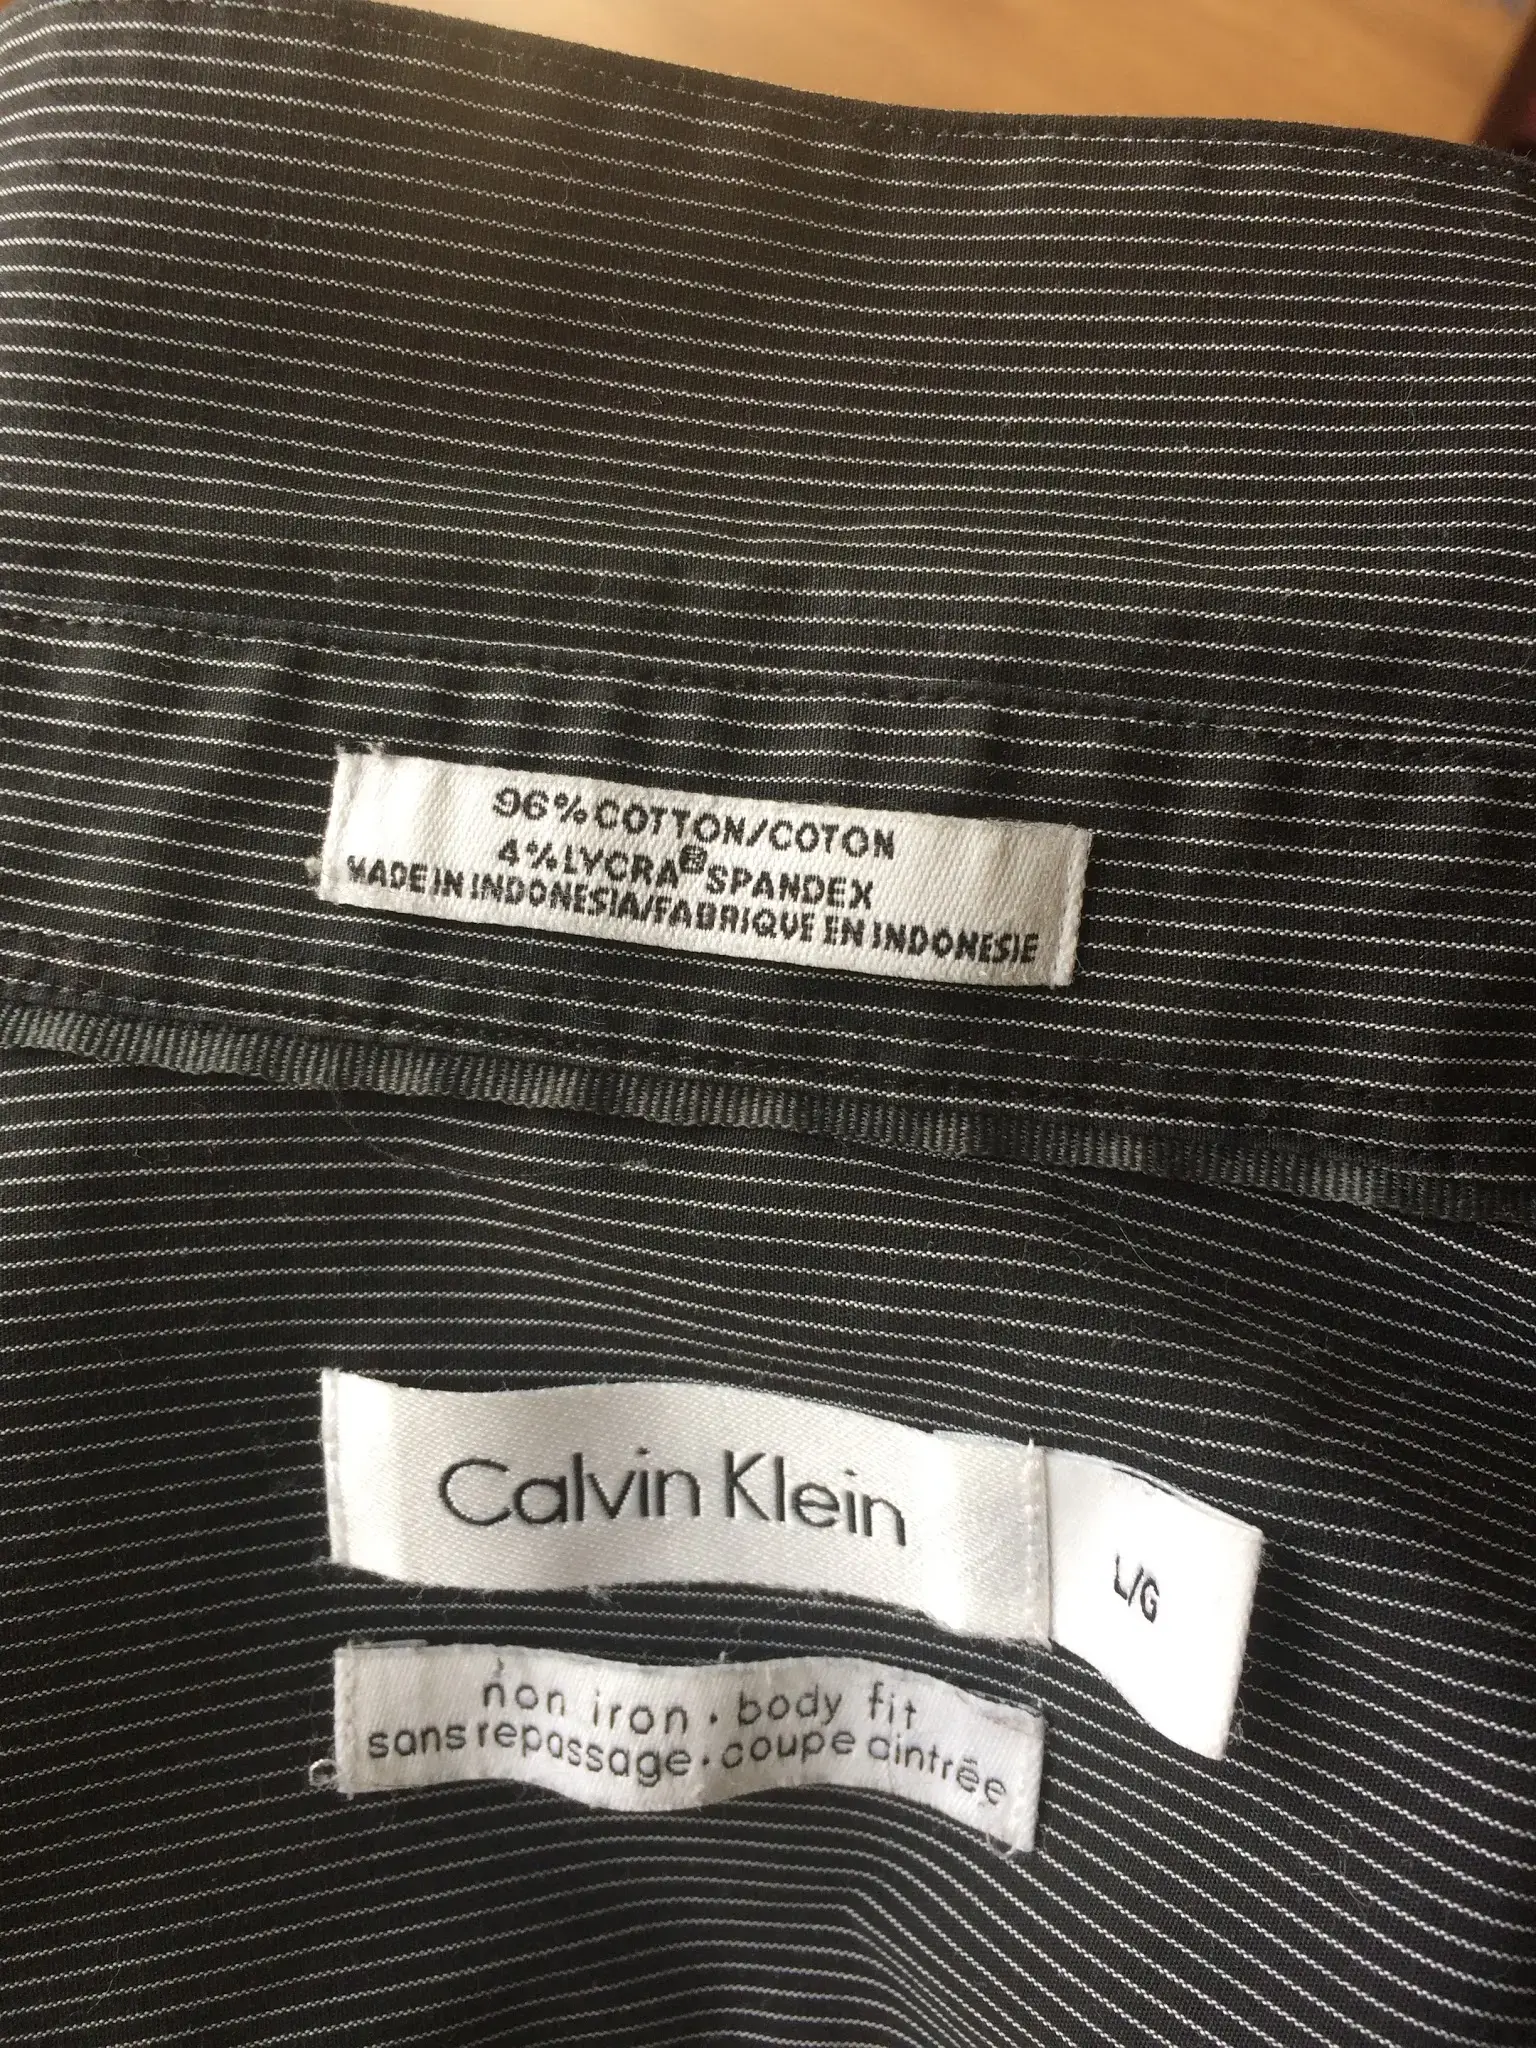 96% COTTON/COTON
4% LYCRA® SPANDEX
MADE IN INDONESIA/FABRIQUE EN INDONESIE
Calvin Klein
L/G
non iron · body fit
sans repassage · coupe cintrée